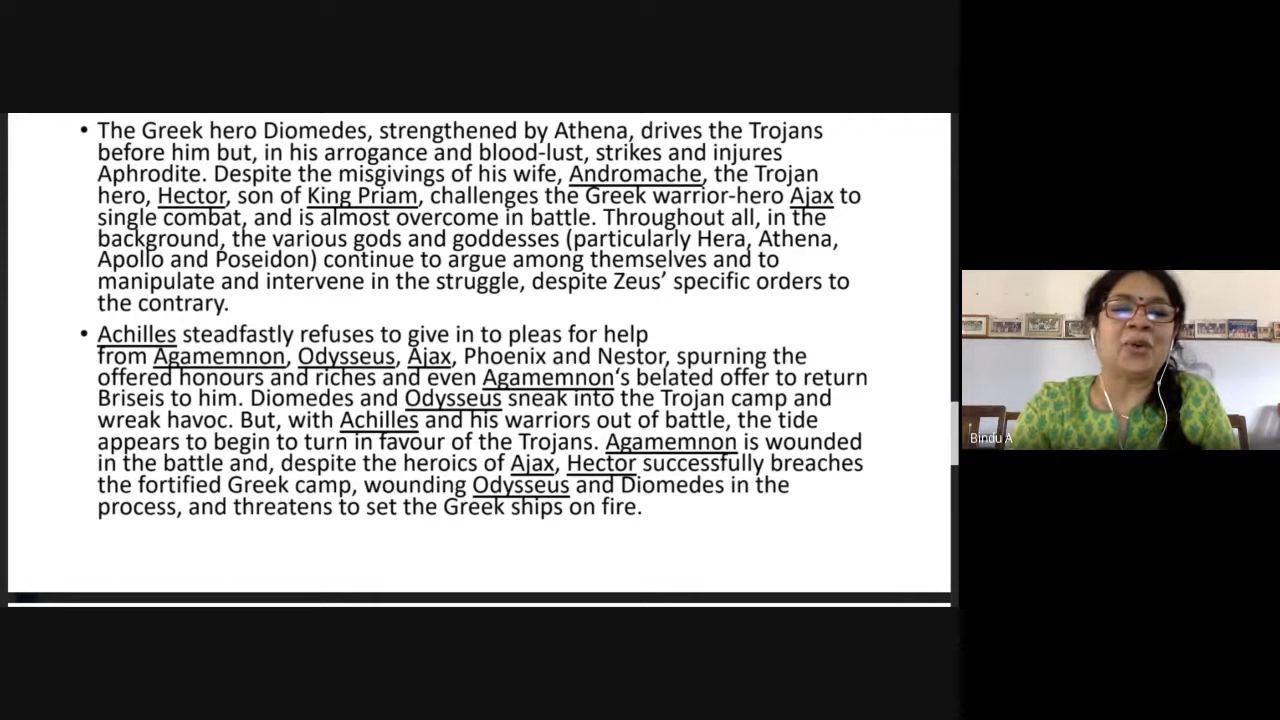 • The Greek hero Diomedes, strengthened by Athena, drives the Trojans
before him but, in his arrogance and blood-lust, strikes and injures
Aphrodite. Despite the misgivings of his wife, Andromache, the Trojan
hero, Hector, son of King Priam, challenges the Greek warrior-hero Ajax to
single combat, and is almost overcome in battle. Throughout all, in the
background, the various gods and goddesses (particularly Hera, Athena,
Apollo and Poseidon) continue to argue among themselves and to
manipulate and intervene in the struggle, despite Zeus’ specific orders to
the contrary.
• Achilles steadfastly refuses to give in to pleas for help
from Agamemnon, Odysseus, Ajax, Phoenix and Nestor, spurning the
offered honours and riches and even Agamemnon‘s belated offer to return
Briseis to him. Diomedes and Odysseus sneak into the Trojan camp and
wreak havoc. But, with Achilles and his warriors out of battle, the tide
appears to begin to turn in favour of the Trojans. Agamemnon is wounded
in the battle and, despite the heroics of Ajax, Hector successfully breaches
the fortified Greek camp, wounding Odysseus and Diomedes in the
process, and threatens to set the Greek ships on fire.
Bindu A